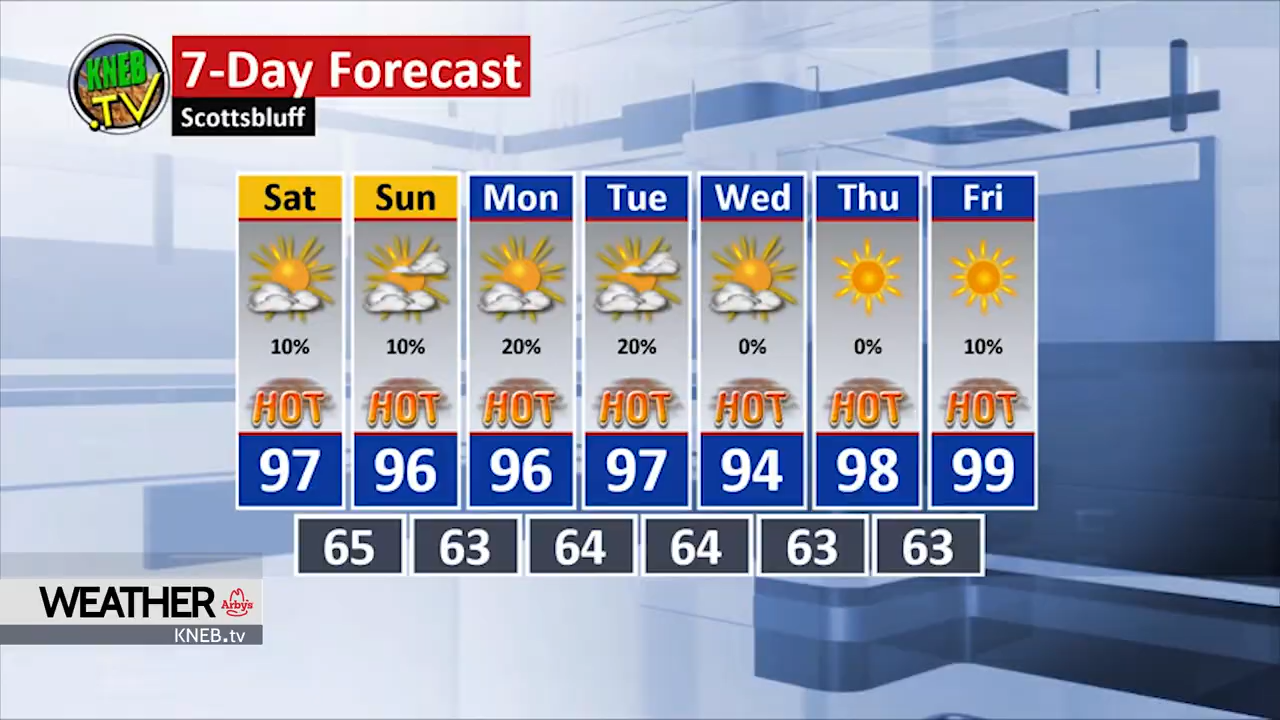 KNEB
.TV
7-Day Forecast
Scottsbluff
Sat Sun Mon Tue Wed Thu Fri
10% 10% 20% 20% 0% 0% 10%
HOT HOT HOT HOT HOT HOT HOT
97 96 96 97 94 98 99
65 63 64 64 63 63
WEATHER Arby's
KNEB.tv